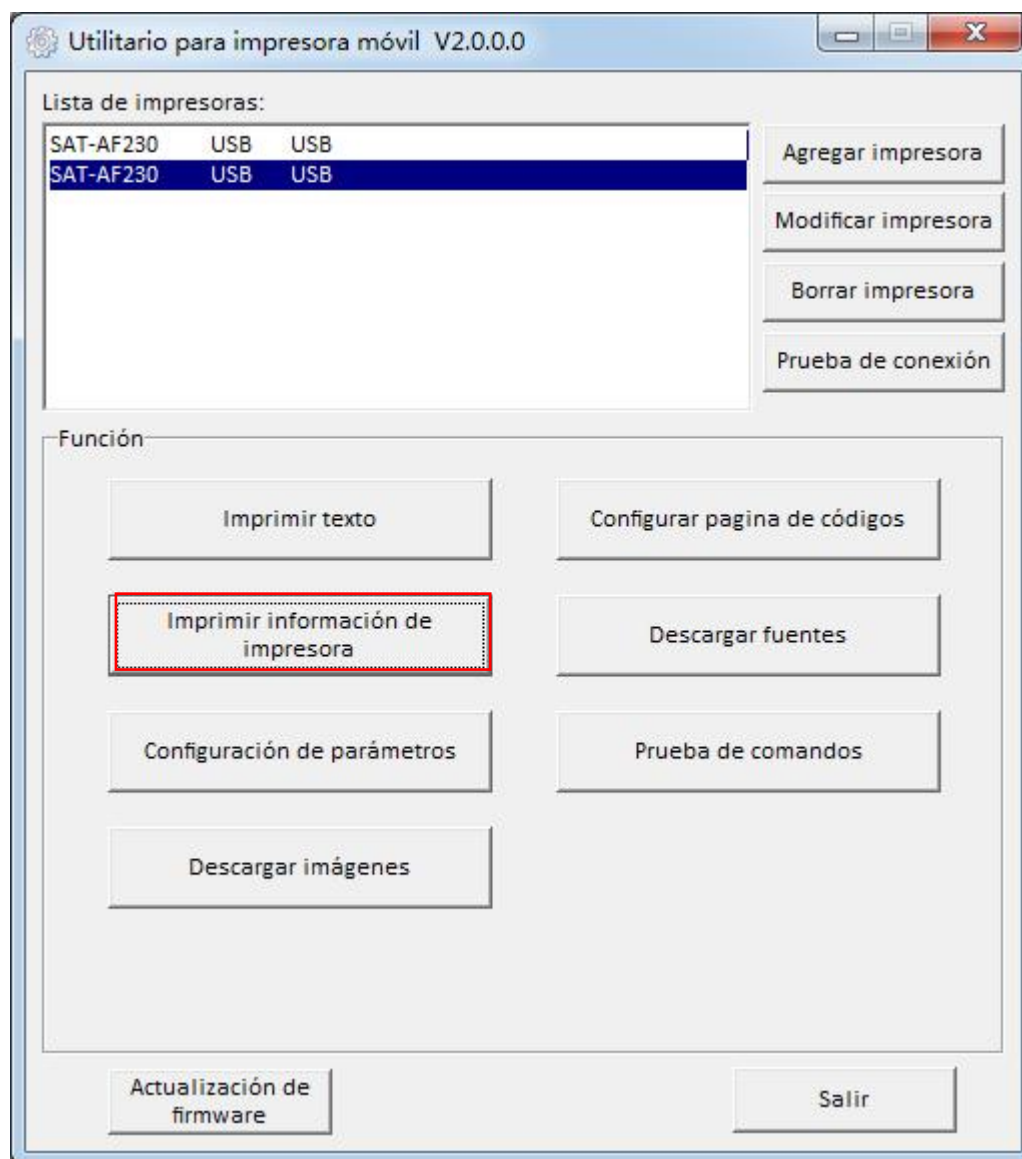 Utilitario para impresora móvil V2.0.0.0
Lista de impresoras:
SAT-AF230 USB USB
SAT-AF230 USB USB
Agregar impresora
Modificar impresora
Borrar impresora
Prueba de conexión
Función
Imprimir texto
Configurar pagina de códigos
Imprimir información de
impresora
Descargar fuentes
Configuración de parámetros
Prueba de comandos
Descargar imágenes
Actualización de
firmware
Salir